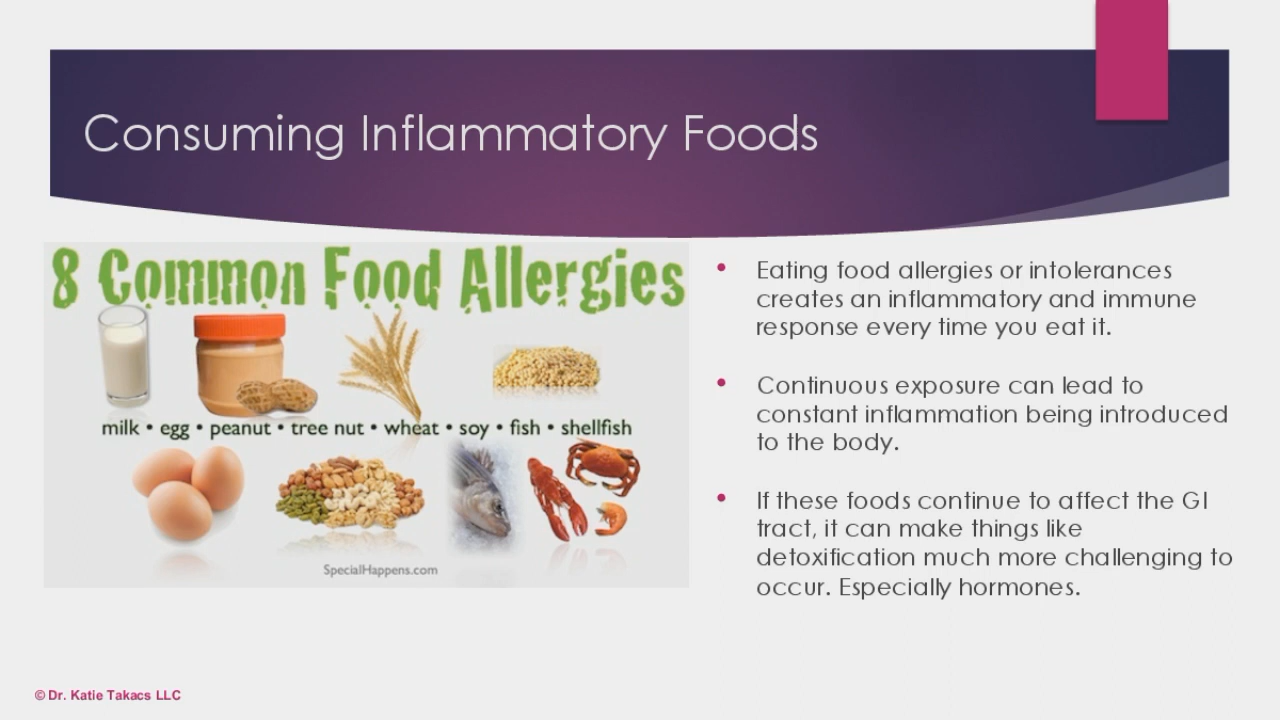 Consuming Inflammatory Foods
8 Common Food Allergies
milk • egg • peanut • tree nut • wheat • soy • fish • shellfish
SpecialHappens.com
• Eating food allergies or intolerances
creates an inflammatory and immune
response every time you eat it.
• Continuous exposure can lead to
constant inflammation being introduced
to the body.
• If these foods continue to affect the GI
tract, it can make things like
detoxification much more challenging to
occur. Especially hormones.
© Dr. Katie Takacs LLC